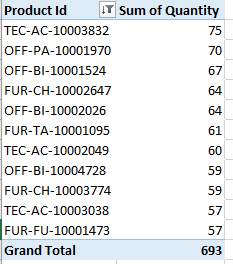 Product Id Sum of Quantity
TEC-AC-10003832 75
OFF-PA-10001970 70
OFF-BI-10001524 67
FUR-CH-10002647 64
OFF-BI-10002026 64
FUR-TA-10001095 61
TEC-AC-10002049 60
OFF-BI-10004728 59
FUR-CH-10003774 59
TEC-AC-10003038 57
FUR-FU-10001473 57
Grand Total 693